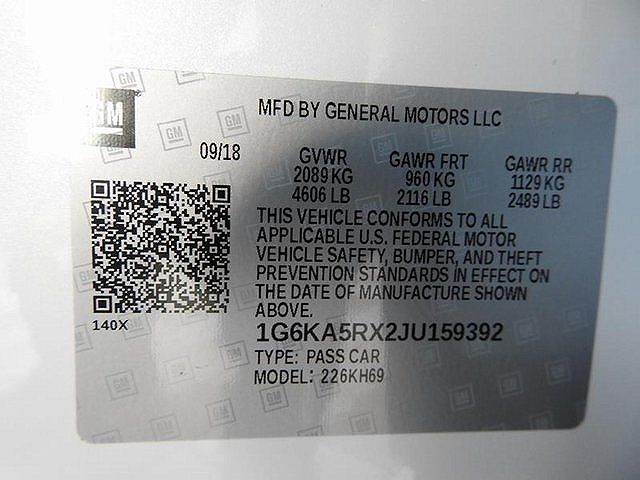 GM
MFD BY GENERAL MOTORS LLC
09/18
GVWR GAWR FRT GAWR RR
2089 KG 960 KG 1129 KG
4606 LB 2116 LB 2489 LB
THIS VEHICLE CONFORMS TO ALL
APPLICABLE U.S. FEDERAL MOTOR
VEHICLE SAFETY, BUMPER, AND THEFT
PREVENTION STANDARDS IN EFFECT ON
THE DATE OF MANUFACTURE SHOWN
ABOVE.
140X
1G6KA5RX2JU159392
TYPE: PASS CAR
MODEL: 226KH69